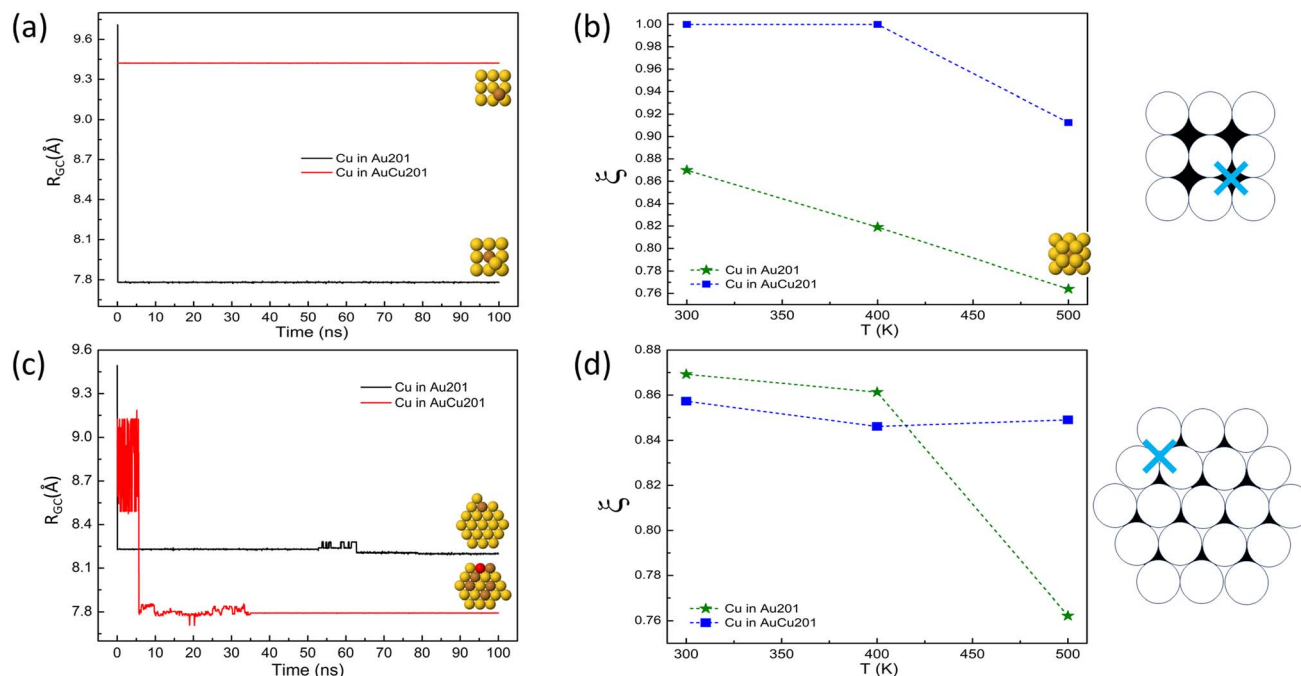 (a)
R_GC(Å)
9.6
9.3
9.0
8.7
8.4
8.1
7.8
Cu in Au201
Cu in AuCu201
0 10 20 30 40 50 60 70 80 90 100
Time (ns)
(b)
ξ
1.00
0.98
0.96
0.94
0.92
0.90
0.88
0.86
0.84
0.82
0.80
0.78
0.76
Cu in Au201
Cu in AuCu201
300 350 400 450 500
T (K)
(c)
R_GC(Å)
9.6
9.3
9.0
8.7
8.4
8.1
7.8
Cu in Au201
Cu in AuCu201
0 10 20 30 40 50 60 70 80 90 100
Time (ns)
(d)
ξ
0.88
0.86
0.84
0.82
0.80
0.78
0.76
Cu in Au201
Cu in AuCu201
300 350 400 450 500
T (K)